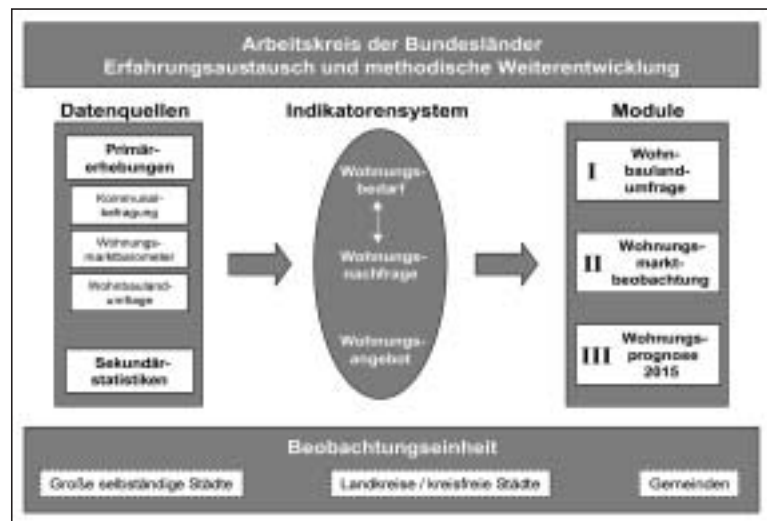 Arbeitskreis der Bundesländer
Erfahrungsaustausch und methodische Weiterentwicklung
Datenquellen
Primär-
erhebungen
Kommunal-
befragung
Wohnungs-
marktbarometer
Wohnbauland-
umfrage
Sekundär-
statistiken
Indikatorensystem
Wohnungs-
bedarf
Wohnungs-
nachfrage
Wohnungs-
angebot
Module
I Wohn-
bauland-
umfrage
II Wohnungs-
markt-
beobachtung
III Wohnungs-
prognose
2015
Beobachtungseinheit
Große selbständige Städte
Landkreise / kreisfreie Städte
Gemeinden